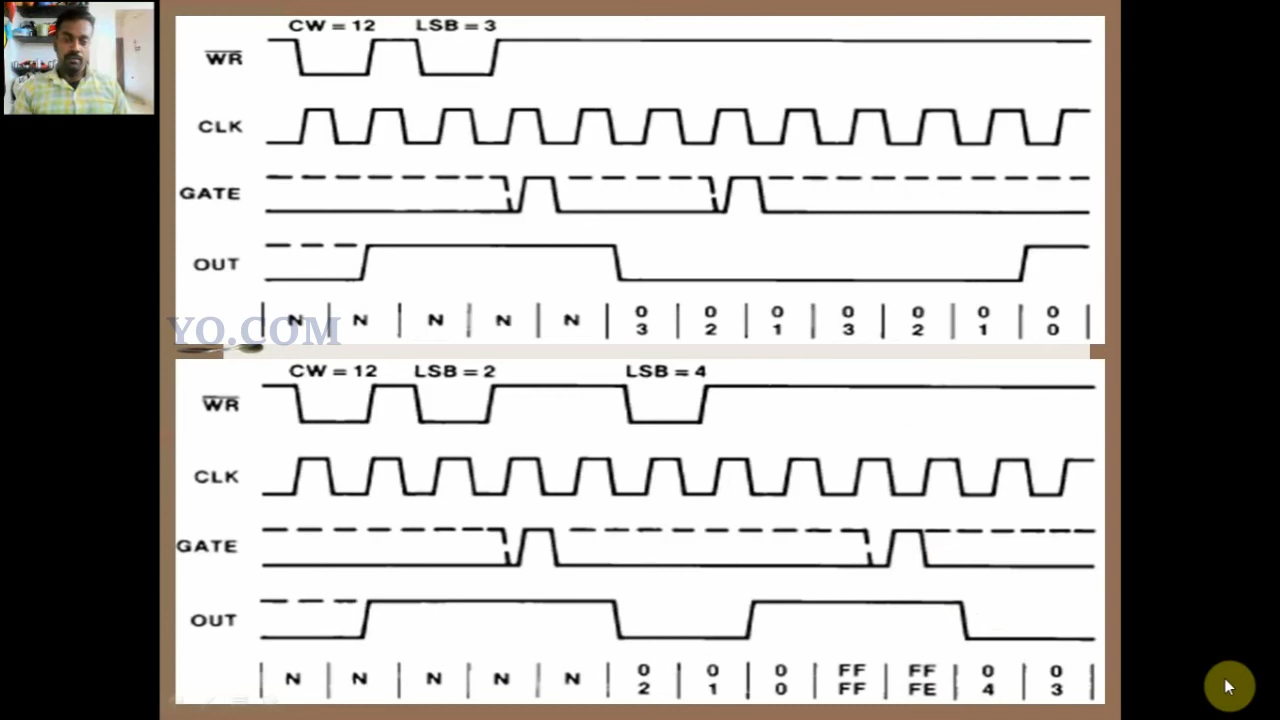 CW = 12 LSB = 3
WR
CLK
GATE
OUT
N N N N N 0 0 0 0 0 0 0
3 2 1 3 2 1 0
YO.COM
CW = 12 LSB = 2 LSB = 4
WR
CLK
GATE
OUT
N N N N N 0 0 0 FF FF 0 0
2 1 0 FF FE 4 3